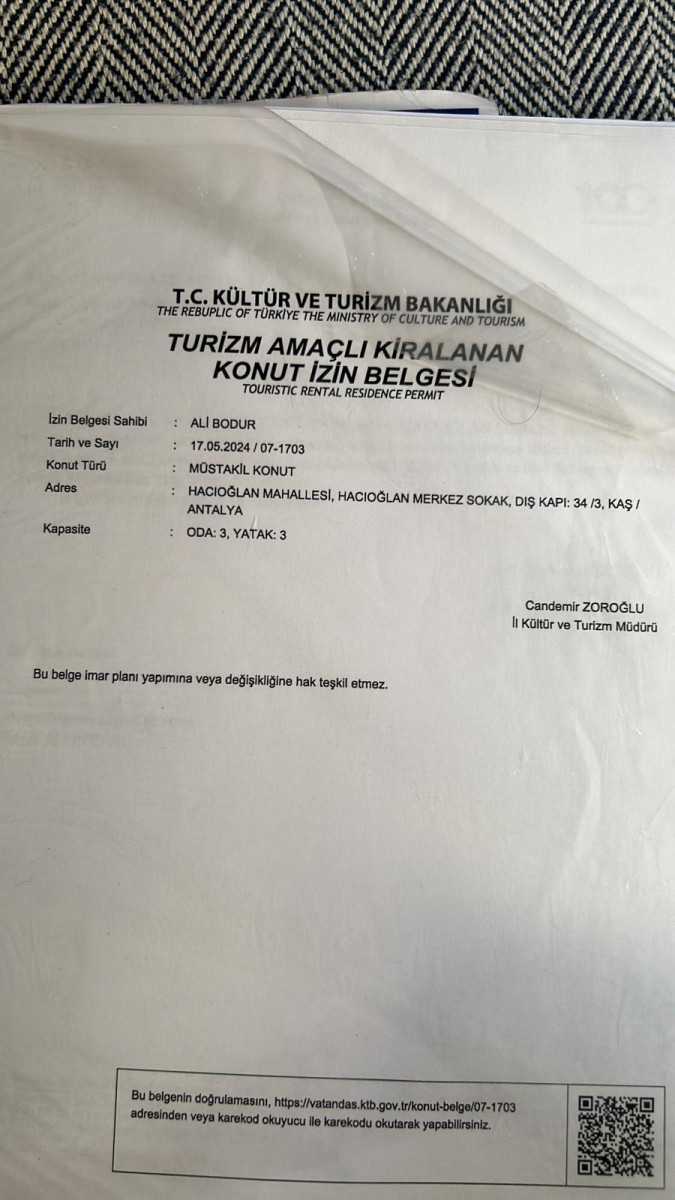 T.C. KÜLTÜR VE TURİZM BAKANLIĞI
THE REBUPLIC OF TÜRKİYE THE MINISTRY OF CULTURE AND TOURISM
TURİZM AMAÇLI KİRALANAN
KONUT İZİN BELGESİ
TOURISTIC RENTAL RESIDENCE PERMIT
İzin Belgesi Sahibi : ALİ BODUR
Tarih ve Sayı : 17.05.2024 / 07-1703
Konut Türü : MÜSTAKİL KONUT
Adres : HACIOĞLAN MAHALLESİ, HACIOĞLAN MERKEZ SOKAK, DIŞ KAPI: 34 /3, KAŞ /
ANTALYA
Kapasite : ODA: 3, YATAK: 3
Candemir ZOROĞLU
İl Kültür ve Turizm Müdürü
Bu belge imar planı yapımına veya değişikliğine hak teşkil etmez.
Bu belgenin doğrulamasını, https://vatandas.ktb.gov.tr/konut-belge/07-1703
adresinden veya karekod okuyucu ile karekodu okutarak yapabilirsiniz.